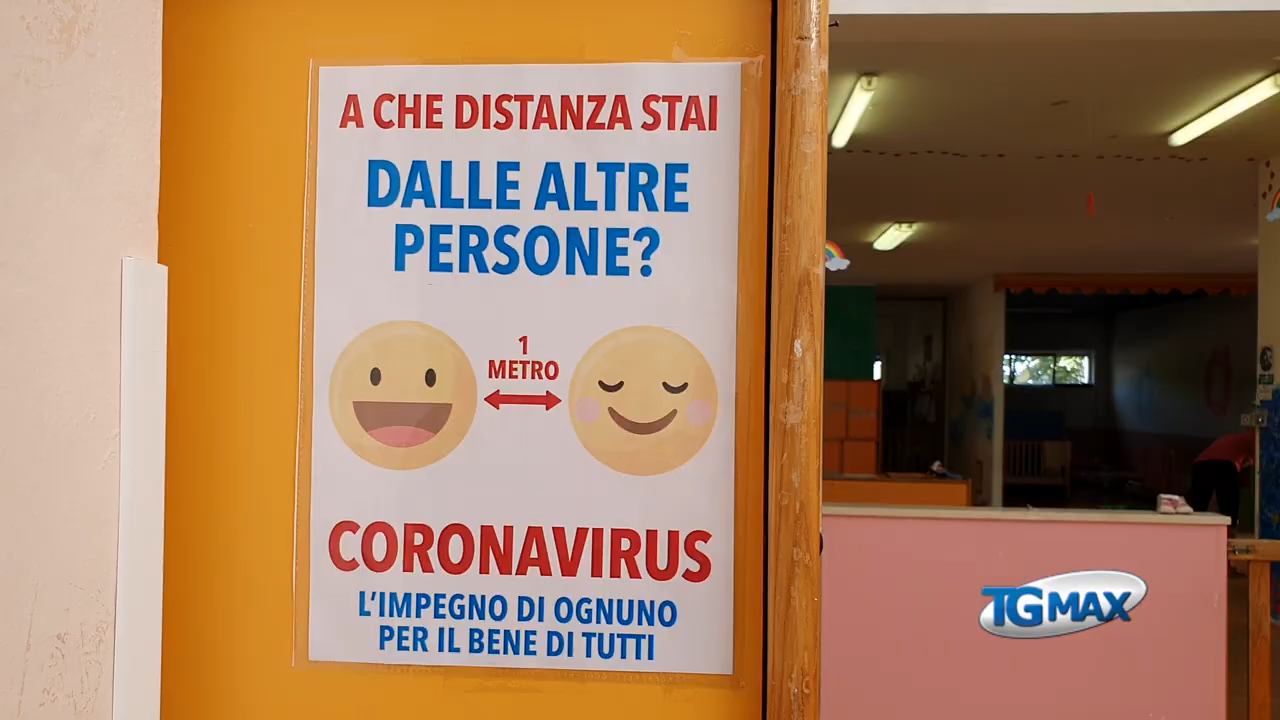 A CHE DISTANZA STAI
DALLE ALTRE
PERSONE?
1
METRO
CORONAVIRUS
L'IMPEGNO DI OGNUNO
PER IL BENE DI TUTTI
TGMAX